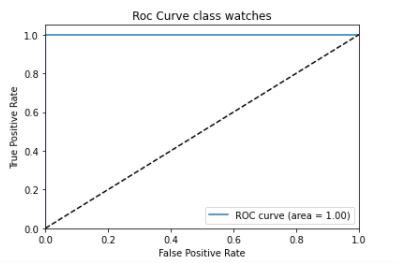 Roc Curve class watches
1.0
0.8
0.6
0.4
0.2
0.0
True Positive Rate
ROC curve (area = 1.00)
0.0 0.2 0.4 0.6 0.8 1.0
False Positive Rate